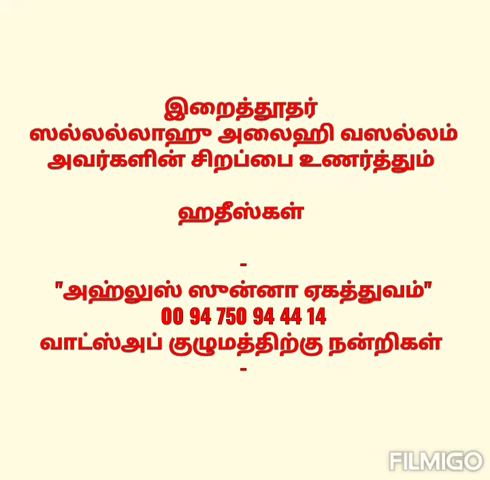 இறைத்தூதர்
ஸல்லல்லாஹு அலைஹி வஸல்லம்
அவர்களின் சிறப்பை உணர்த்தும்
ஹதீஸ்கள்
-
"அஹ்லுஸ் ஸுன்னா ஏகத்துவம்"
00 94 750 94 44 14
வாட்ஸ்அப் குழுமத்திற்கு நன்றிகள்
-
FILMIGO